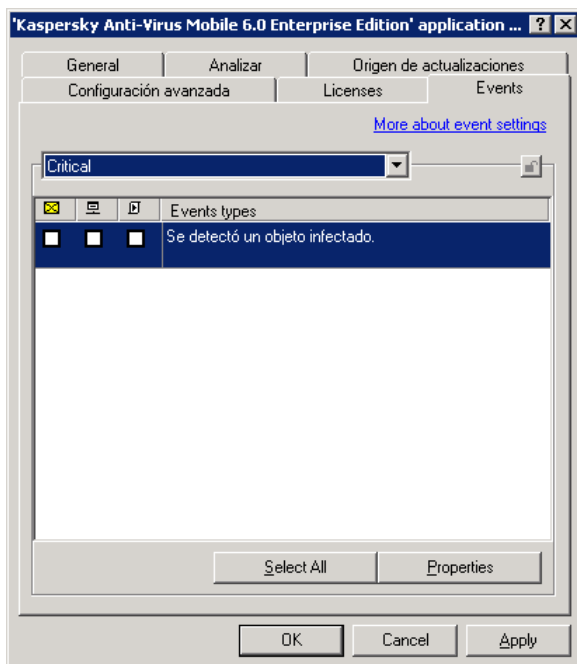 'Kaspersky Anti-Virus Mobile 6.0 Enterprise Edition' application ...
General Analizar Origen de actualizaciones
Configuración avanzada Licenses Events
More about event settings
Critical
Events types
Se detectó un objeto infectado.
Select All Properties
OK Cancel Apply